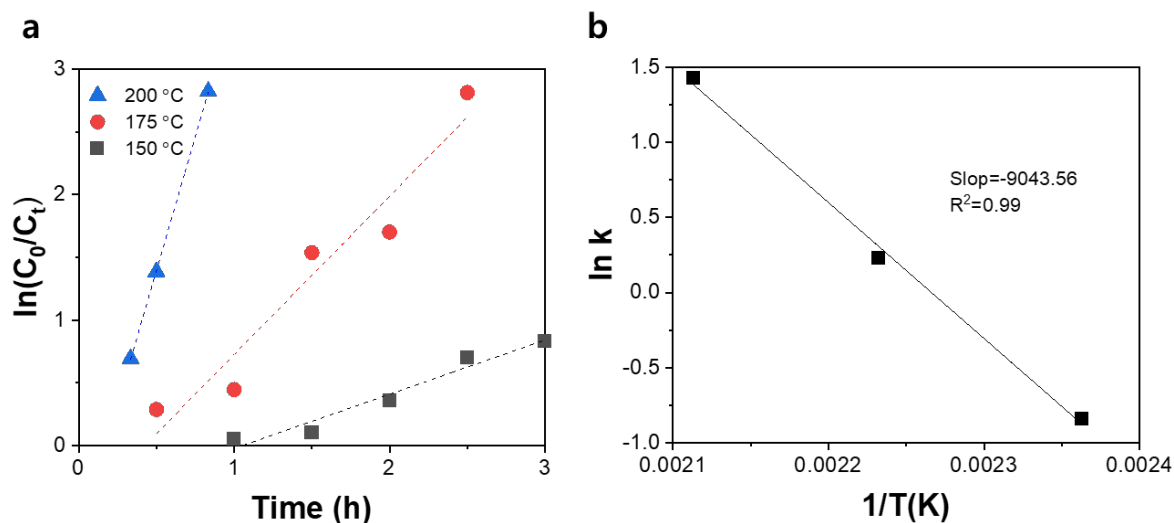 a
3
2
1
0
0
1
2
3
200 °C
175 °C
150 °C
ln(C₀/Cₜ)
Time (h)
b
1.5
1.0
0.5
0.0
-0.5
-1.0
0.0021
0.0022
0.0023
0.0024
Slop=-9043.56
R²=0.99
ln k
1/T(K)